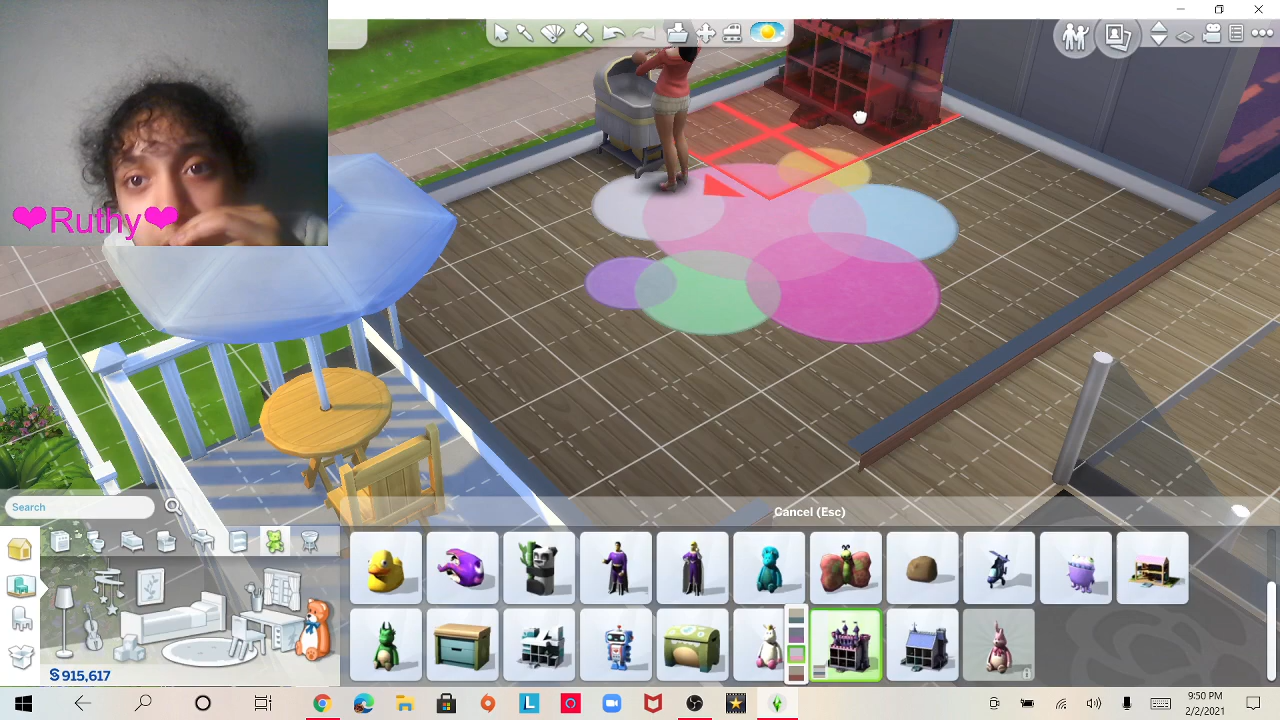 ❤Ruthy❤
Cancel (Esc)
Search
§915,617
9:50 PM
2/2/2021